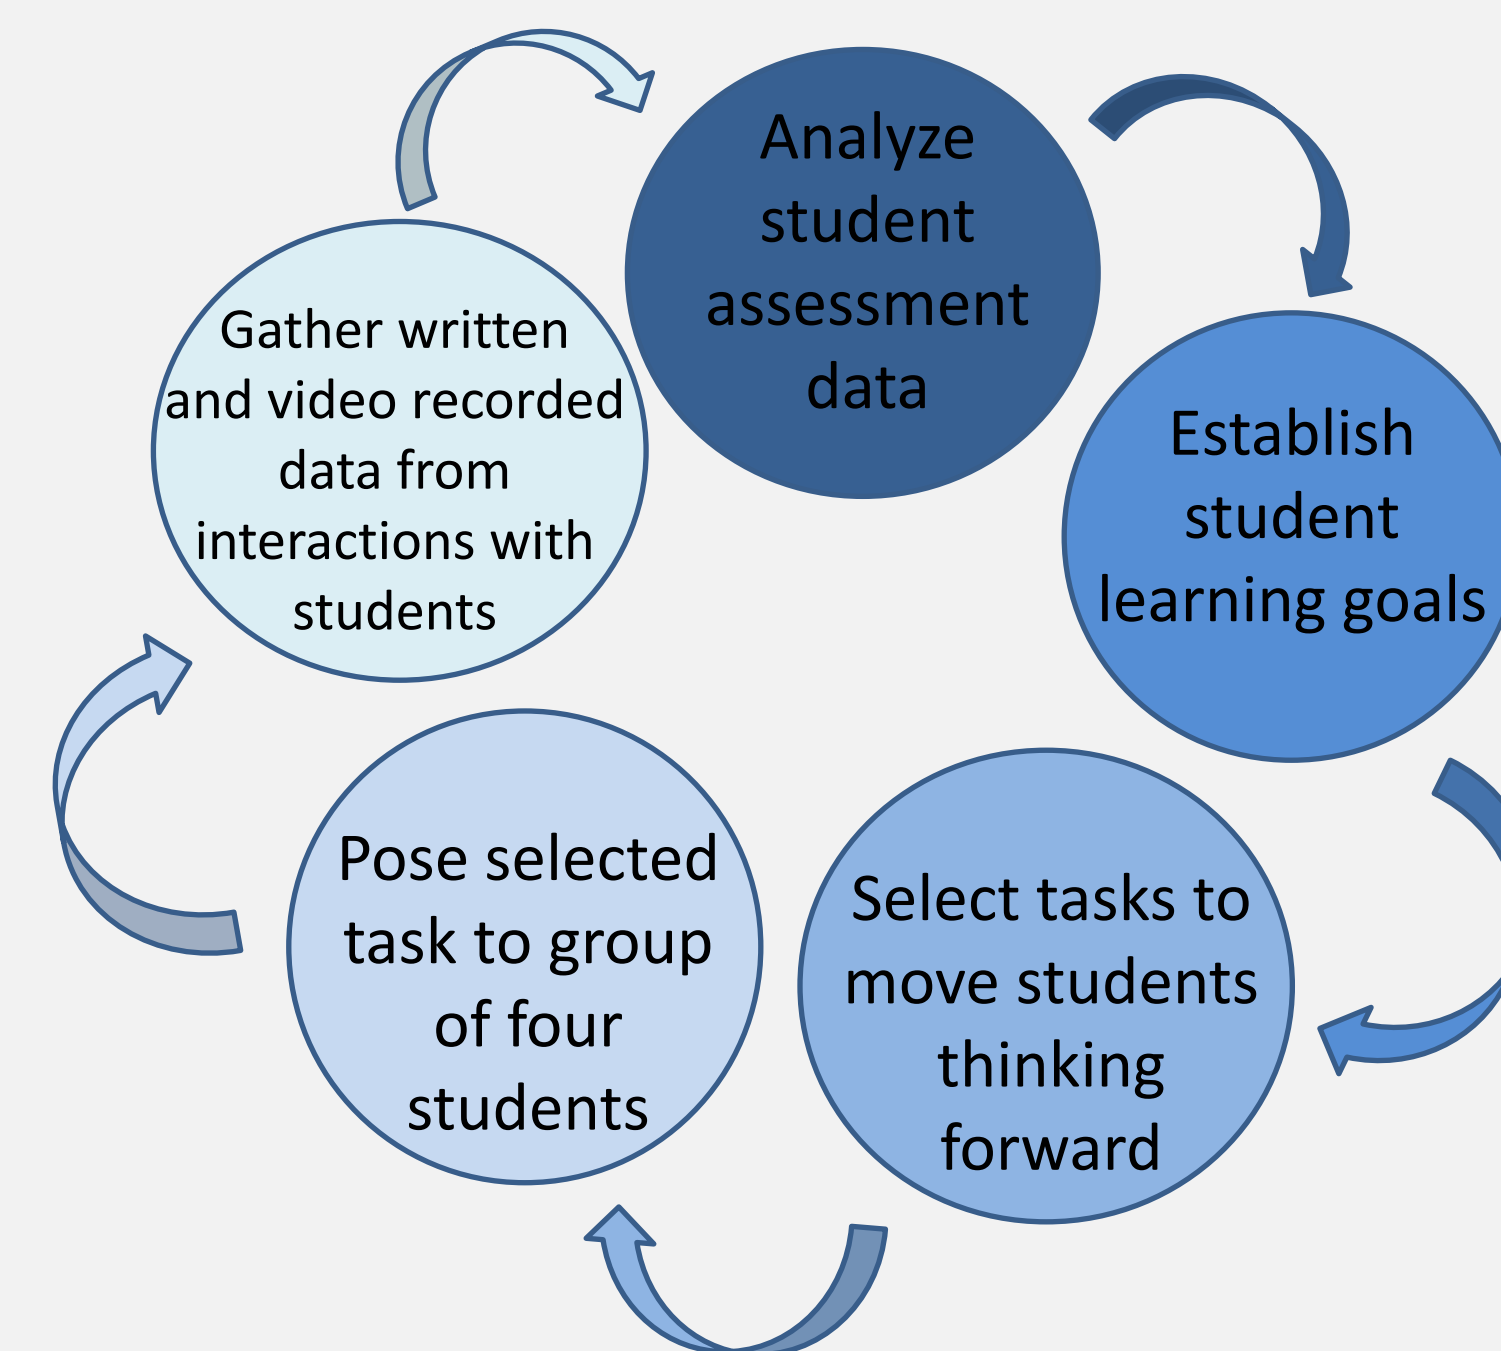 Analyze
student
assessment
data
Establish
student
learning goals
Select tasks to
move students
thinking
forward
Pose selected
task to group
of four
students
Gather written
and video recorded
data from
interactions with
students